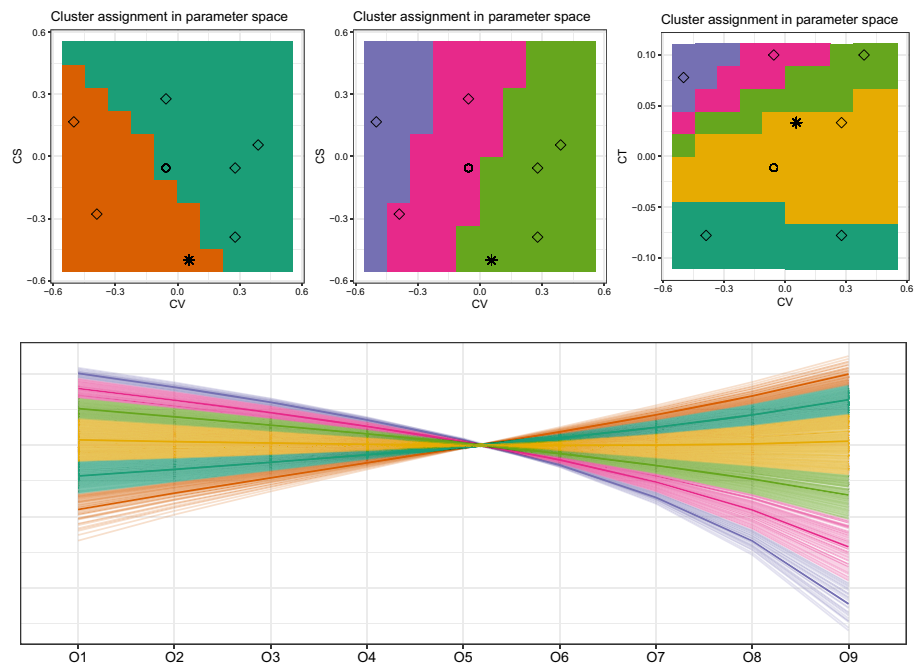 Cluster assignment in parameter space
0.6
0.3
0.0
−0.3
−0.6
CS
−0.6 −0.3 0.0 0.3 0.6
CV
Cluster assignment in parameter space
0.6
0.3
0.0
−0.3
−0.6
CS
−0.6 −0.3 0.0 0.3 0.6
CV
Cluster assignment in parameter space
0.10
0.05
0.00
−0.05
−0.10
CT
−0.6 −0.3 0.0 0.3 0.6
CV
O1 O2 O3 O4 O5 O6 O7 O8 O9